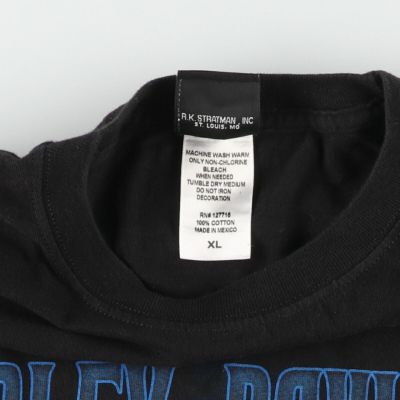 R.K. STRATMAN, INC
ST. LOUIS, MO
MACHINE WASH WARM
ONLY NON-CHLORINE
BLEACH
WHEN NEEDED
TUMBLE DRY MEDIUM
DO NOT IRON
DECORATION
RN# 127715
100% COTTON
MADE IN MEXICO
XL